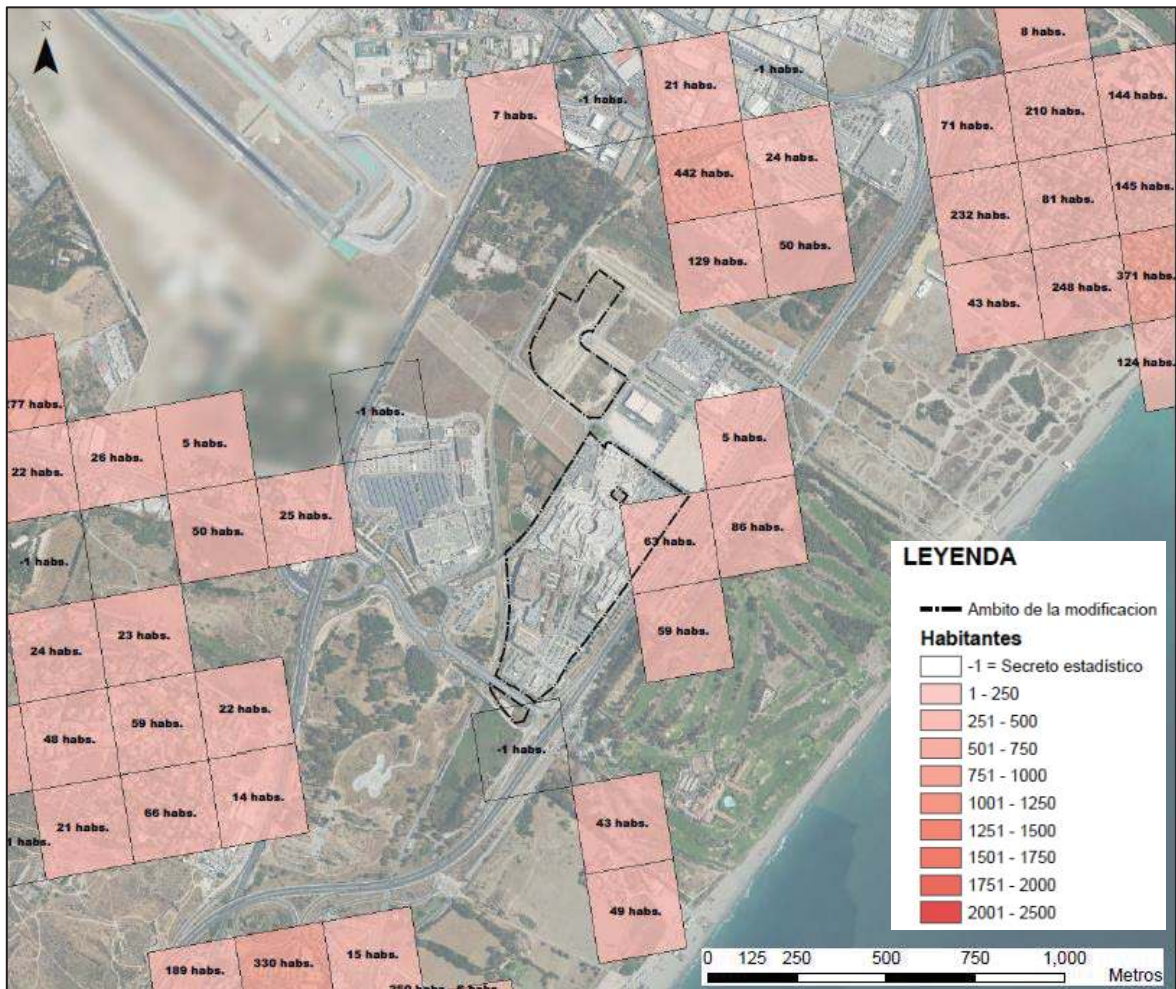 N
8 habs.
21 habs.
-1 habs.
144 habs.
-1 habs.
210 habs.
7 habs.
71 habs.
24 habs.
442 habs.
145 habs.
81 habs.
232 habs.
50 habs.
129 habs.
371 habs.
248 habs.
43 habs.
124 habs.
277 habs.
-1 habs.
5 habs.
5 habs.
26 habs.
22 habs.
25 habs.
86 habs.
50 habs.
63 habs.
-1 habs.
59 habs.
23 habs.
24 habs.
22 habs.
59 habs.
48 habs.
-1 habs.
14 habs.
66 habs.
43 habs.
21 habs.
1 habs.
49 habs.
15 habs.
330 habs.
189 habs.
LEYENDA
Ambito de la modificacion
Habitantes
-1 = Secreto estadístico
1 - 250
251 - 500
501 - 750
751 - 1000
1001 - 1250
1251 - 1500
1501 - 1750
1751 - 2000
2001 - 2500
0 125 250 500 750 1,000
Metros